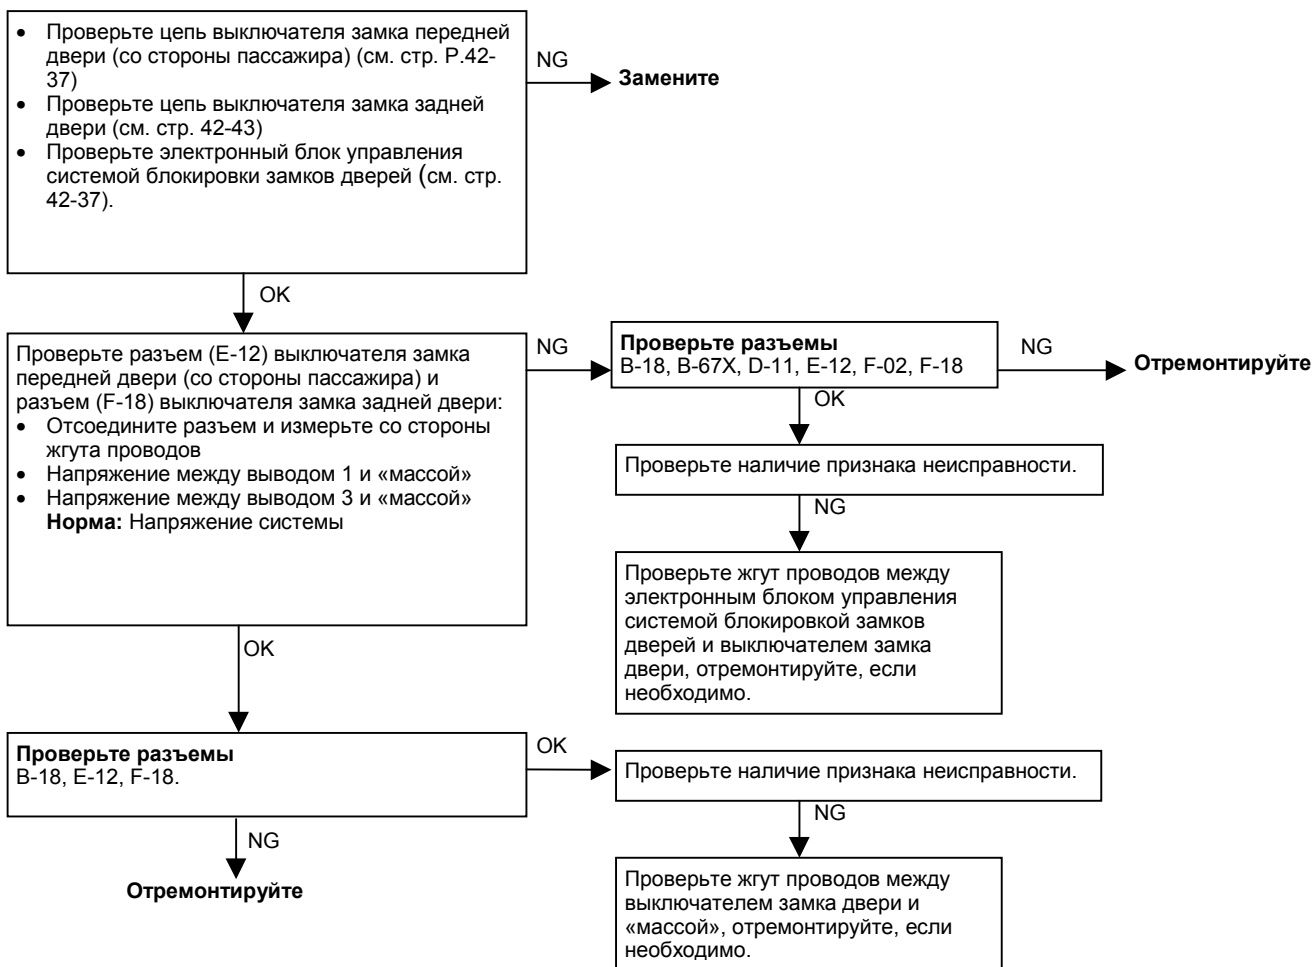 • Проверьте цепь выключателя замка передней
двери (со стороны пассажира) (см. стр. Р.42-
37)
• Проверьте цепь выключателя замка задней
двери (см. стр. 42-43)
• Проверьте электронный блок управления
системой блокировки замков дверей (см. стр.
42-37).
NG
Замените
OK
Проверьте разъем (E-12) выключателя замка
передней двери (со стороны пассажира) и
разъем (F-18) выключателя замка задней двери:
• Отсоедините разъем и измерьте со стороны
жгута проводов
• Напряжение между выводом 1 и «массой»
• Напряжение между выводом 3 и «массой»
Норма: Напряжение системы
NG
Проверьте разъемы
B-18, B-67X, D-11, E-12, F-02, F-18
NG
Отремонтируйте
OK
Проверьте наличие признака неисправности.
NG
Проверьте жгут проводов между
электронным блоком управления
системой блокировкой замков
дверей и выключателем замка
двери, отремонтируйте, если
необходимо.
OK
Проверьте разъемы
B-18, E-12, F-18.
OK
Проверьте наличие признака неисправности.
NG
Отремонтируйте
NG
Проверьте жгут проводов между
выключателем замка двери и
«массой», отремонтируйте, если
необходимо.